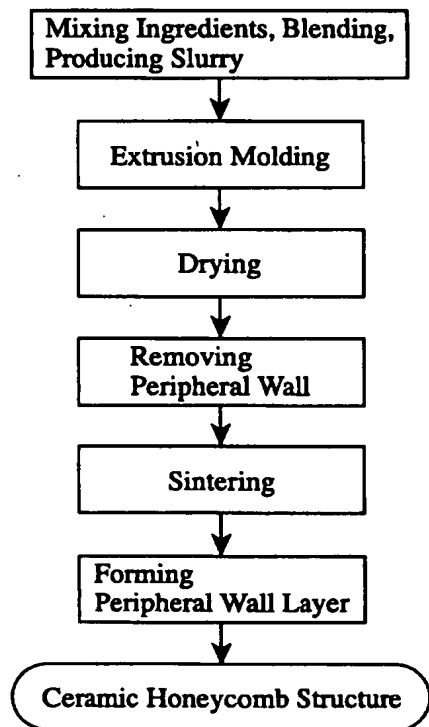 Mixing Ingredients, Blending,
Producing Slurry
Extrusion Molding
Drying
Removing
Peripheral Wall
Sintering
Forming
Peripheral Wall Layer
Ceramic Honeycomb Structure